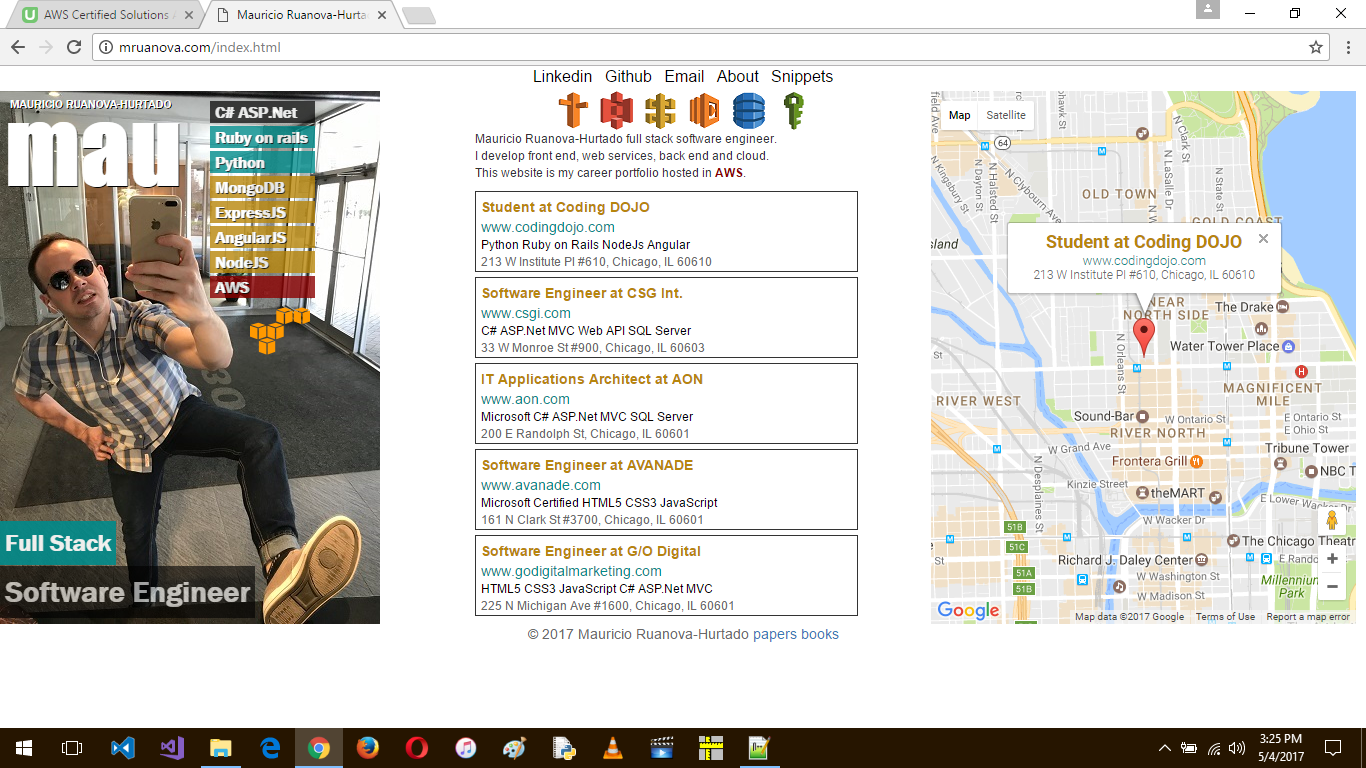 AWS Certified Solutions A
Mauricio Ruanova-Hurta
mruanova.com/index.html
Linkedin Github Email About Snippets
MAURICIO RUANOVA-HURTADO
mau
C# ASP.Net
Ruby on rails
Python
MongoDB
ExpressJS
AngularJS
NodeJS
AWS
Full Stack
Software Engineer
Mauricio Ruanova-Hurtado full stack software engineer.
I develop front end, web services, back end and cloud.
This website is my career portfolio hosted in AWS.
Student at Coding DOJO
www.codingdojo.com
Python Ruby on Rails NodeJs Angular
213 W Institute Pl #610, Chicago, IL 60610
Software Engineer at CSG Int.
www.csgi.com
C# ASP.Net MVC Web API SQL Server
33 W Monroe St #900, Chicago, IL 60603
IT Applications Architect at AON
www.aon.com
Microsoft C# ASP.Net MVC SQL Server
200 E Randolph St, Chicago, IL 60601
Software Engineer at AVANADE
www.avanade.com
Microsoft Certified HTML5 CSS3 JavaScript
161 N Clark St #3700, Chicago, IL 60601
Software Engineer at G/O Digital
www.godigitalmarketing.com
HTML5 CSS3 JavaScript C# ASP.Net MVC
225 N Michigan Ave #1600, Chicago, IL 60601
© 2017 Mauricio Ruanova-Hurtado papers books
Map Satellite
64
N Kingsbury St
N Halsted St
N Dayton St
N Clybourn Ave
N Clark St
N LaSalle Dr
N State St
OLD TOWN
GOLD COAST
Student at Coding DOJO
www.codingdojo.com
213 W Institute Pl #610, Chicago, IL 60610
NEAR
NORTH SIDE
The Drake
Water Tower Place
N Orleans St
MAGNIFICENT
MILE
RIVER WEST
Sound-Bar
W Ontario St
E Ontario St
E Ohio St
RIVER NORTH
W Grand Ave
Tribune Tower
Frontera Grill
NBC T
N Desplaines St
Kinzie Street
theMART
E Lower Wacker Dr
W Wacker Dr
51B
51C
The Chicago Theatr
Richard J. Daley Center
E Rando
51A
51B
W Washington St
Millennium
W Madison St
Google
Map data ©2017 Google Terms of Use Report a map error
3:25 PM
5/4/2017